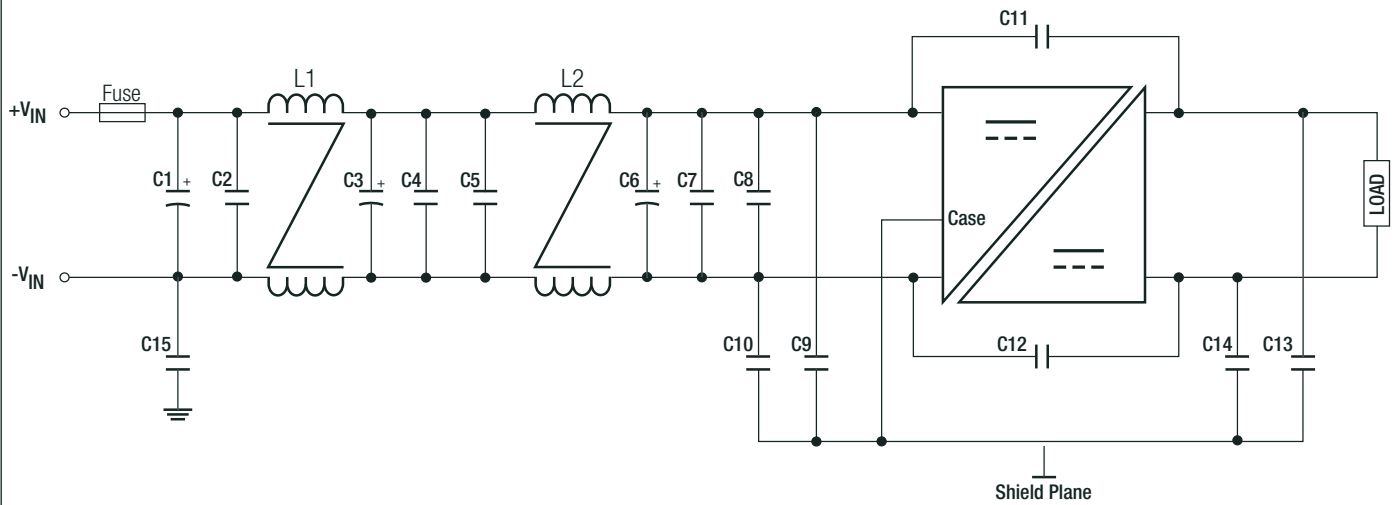 C11
L1
L2
Fuse
+VIN
C1 +
C2
C3 +
C4
C5
C6 +
C7
C8
LOAD
Case
-VIN
C15
C10
C9
C12
C14
C13
Shield Plane